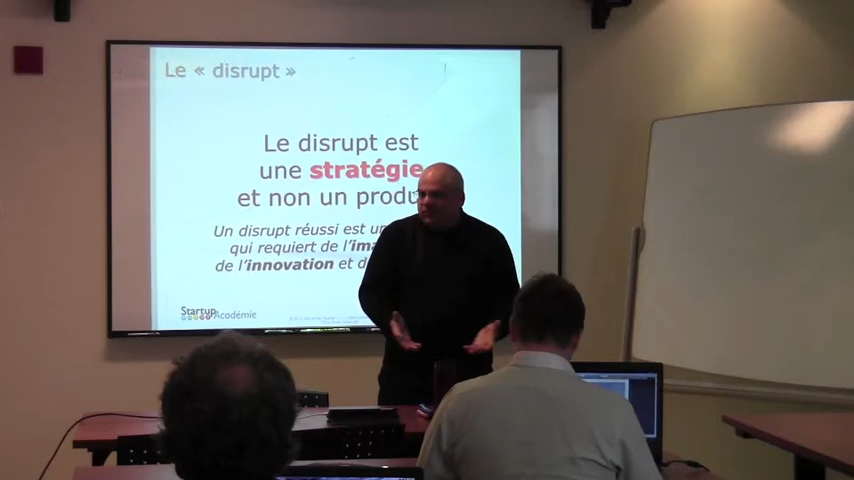 Le « disrupt »
Le disrupt est
une stratégie
et non un produ
Un disrupt réussi est un
qui requiert de l'ima
de l'innovation et d
Startup Académie